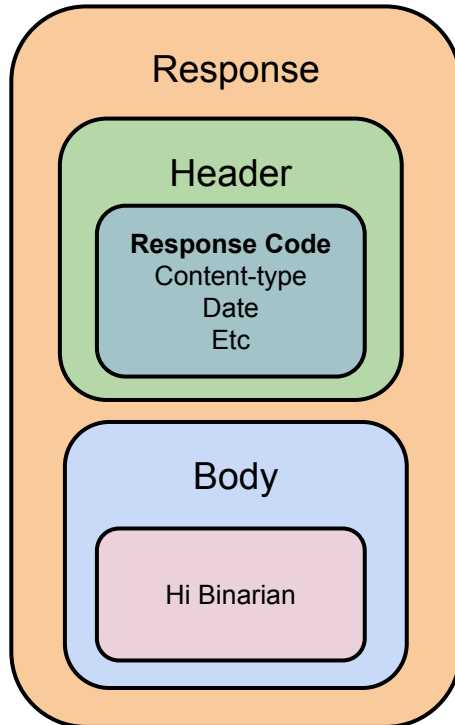 Response
Header
Response Code
Content-type
Date
Etc
Body
Hi Binarian